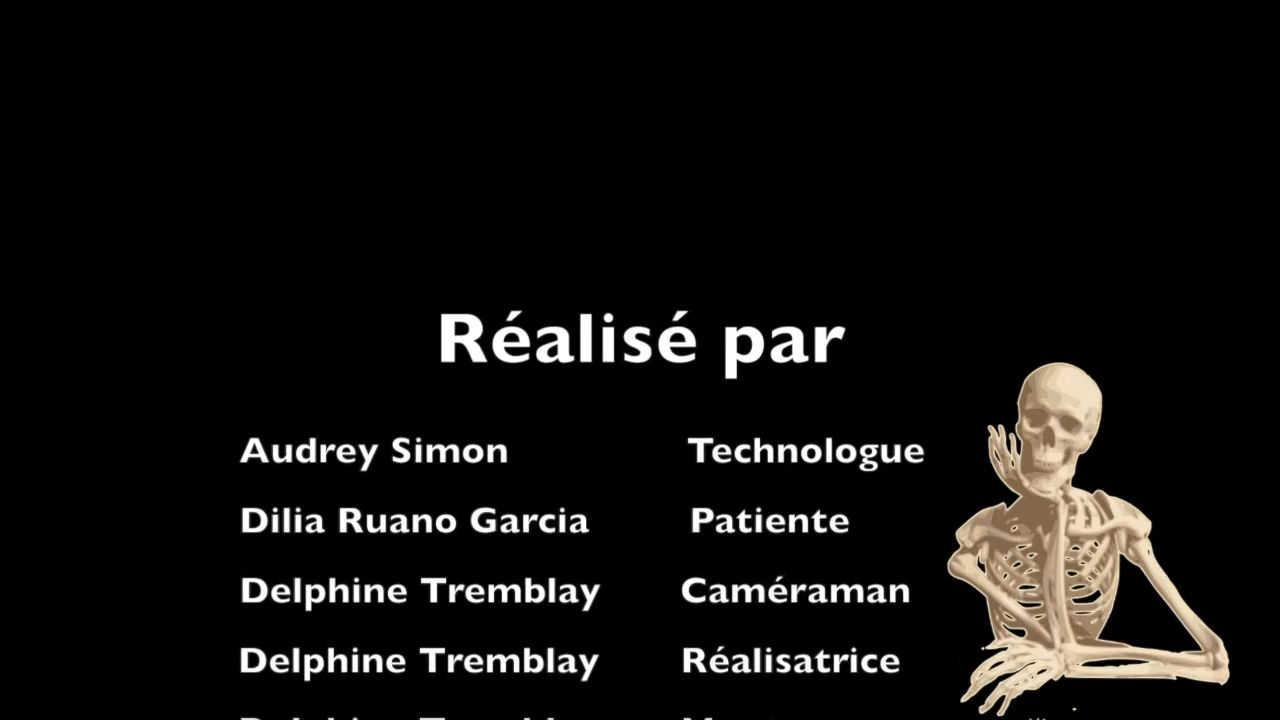 Réalisé par
Audrey Simon Technologue
Dilia Ruano Garcia Patiente
Delphine Tremblay Caméraman
Delphine Tremblay Réalisatrice